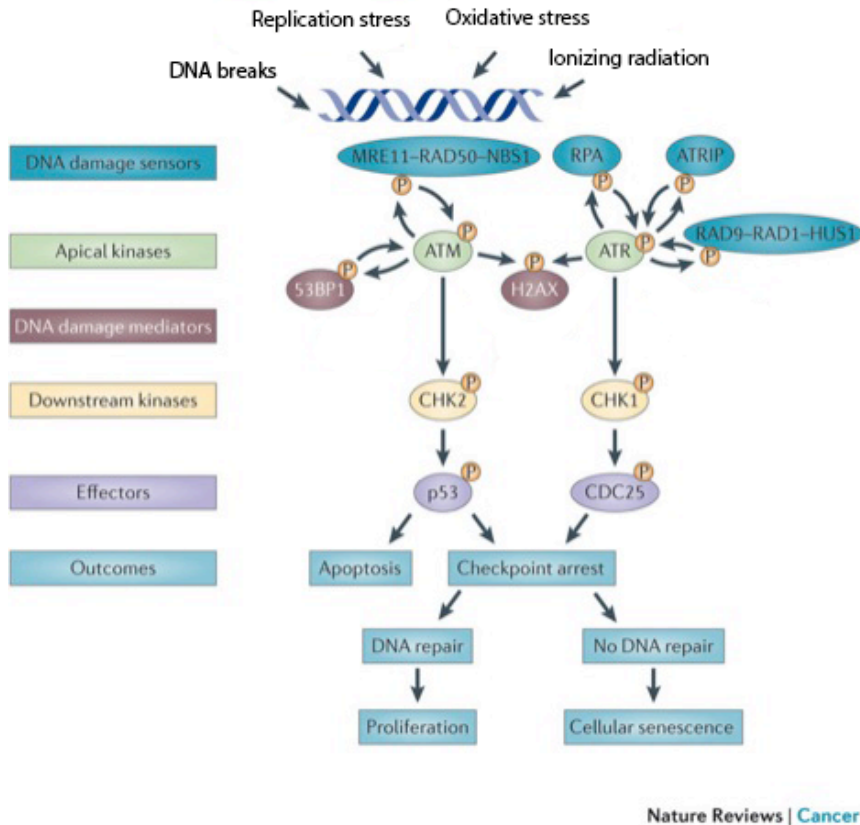 Replication stress
Oxidative stress
DNA breaks
Ionizing radiation
DNA damage sensors
MRE11–RAD50–NBS1
RPA
ATRIP
P
P
P
RAD9–RAD1–HUS1
P
P
P
Apical kinases
ATM
ATR
P
P
53BP1
H2AX
DNA damage mediators
P
P
Downstream kinases
CHK2
CHK1
P
P
Effectors
p53
CDC25
Outcomes
Apoptosis
Checkpoint arrest
DNA repair
No DNA repair
Proliferation
Cellular senescence
Nature Reviews | Cancer